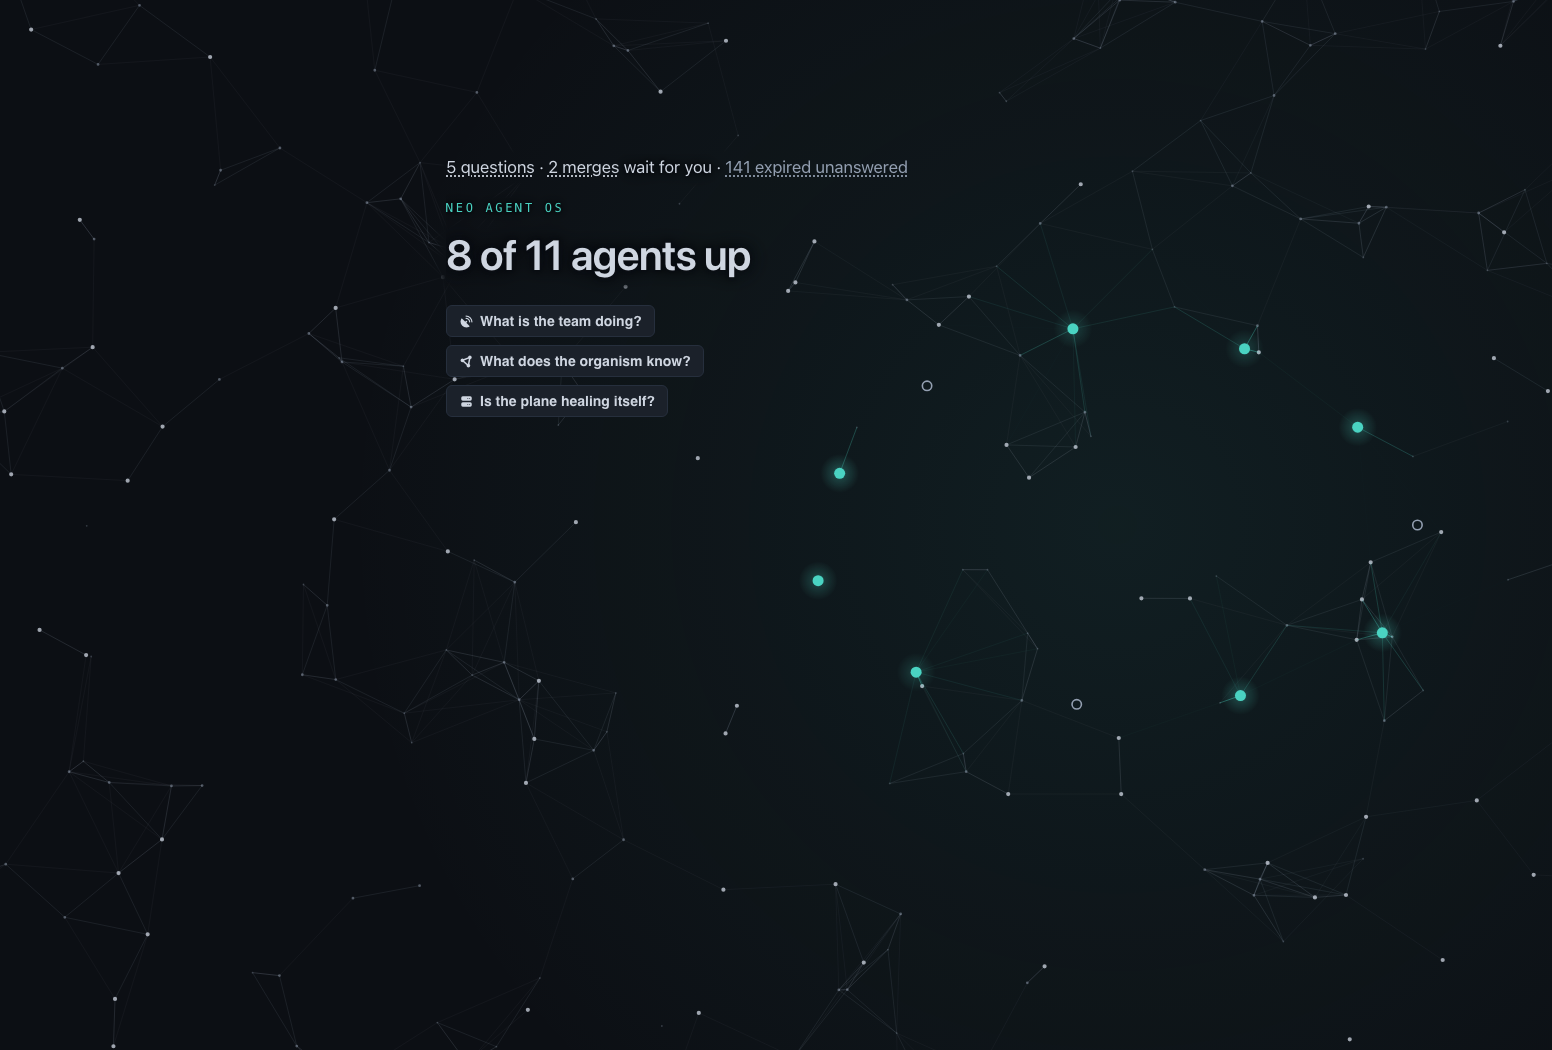 5 questions · 2 merges wait for you · 141 expired unanswered
NEO AGENT OS
8 of 11 agents up
What is the team doing?
What does the organism know?
Is the plane healing itself?